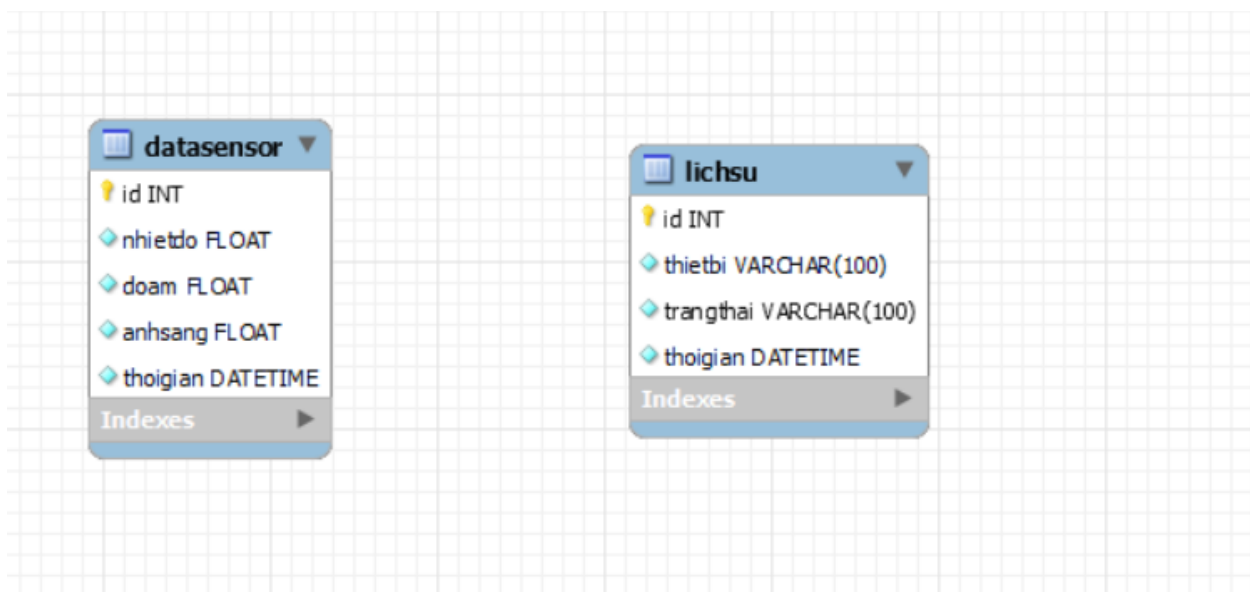 datasensor
id INT
nhietdo FLOAT
doam FLOAT
anhsang FLOAT
thoigian DATETIME
Indexes
lichsu
id INT
thietbi VARCHAR(100)
trangthai VARCHAR(100)
thoigian DATETIME
Indexes